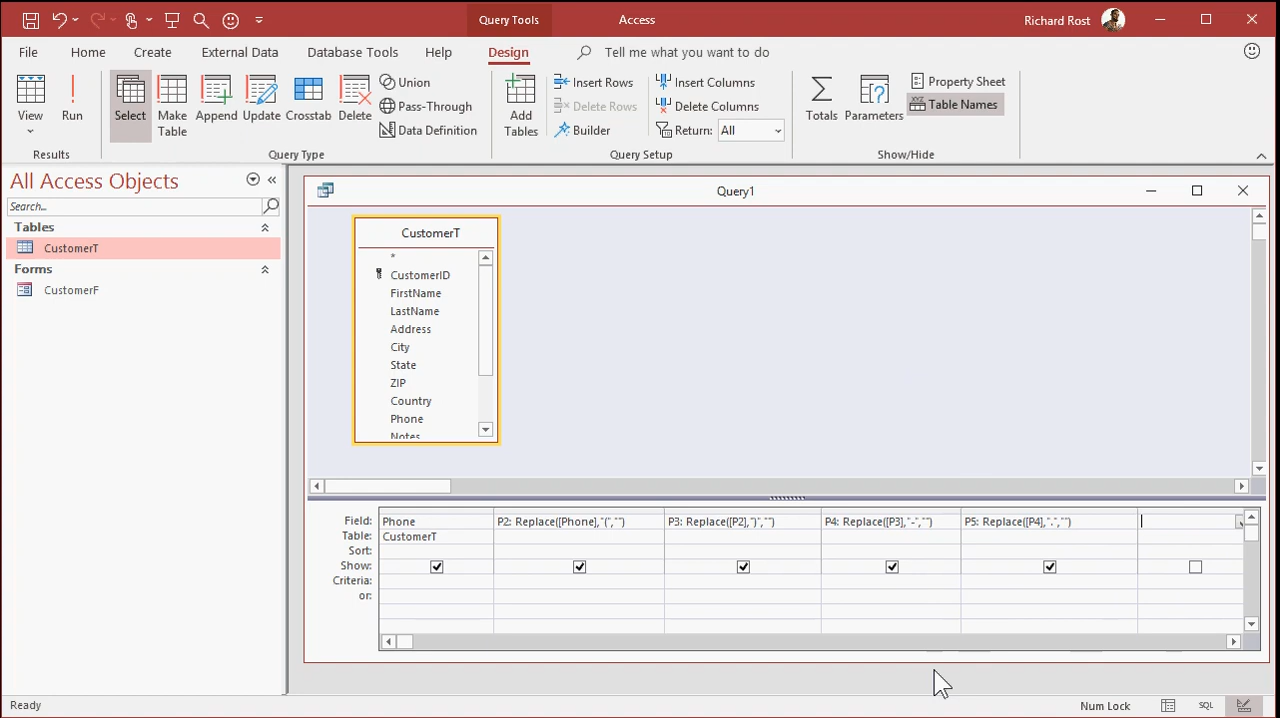 Query Tools
Access
Richard Rost
File
Home
Create
External Data
Database Tools
Help
Design
Tell me what you want to do
View
Run
Select
Make Table
Append
Update
Crosstab
Delete
Union
Pass-Through
Data Definition
Add Tables
Insert Rows
Delete Rows
Builder
Insert Columns
Delete Columns
Return: All
Totals
Parameters
Property Sheet
XYZ Table Names
Results
Query Type
Query Setup
Show/Hide
All Access Objects
Search...
Tables
CustomerT
Forms
CustomerF
Query1
CustomerT
*
CustomerID
FirstName
LastName
Address
City
State
ZIP
Country
Phone
Notes
Field: Phone P2: Replace([Phone],"(","") P3: Replace([P2],")","") P4: Replace([P3],"-","") P5: Replace([P4],".","")
Table: CustomerT
Sort:
Show:
Criteria:
or:
Ready
Num Lock
SQL